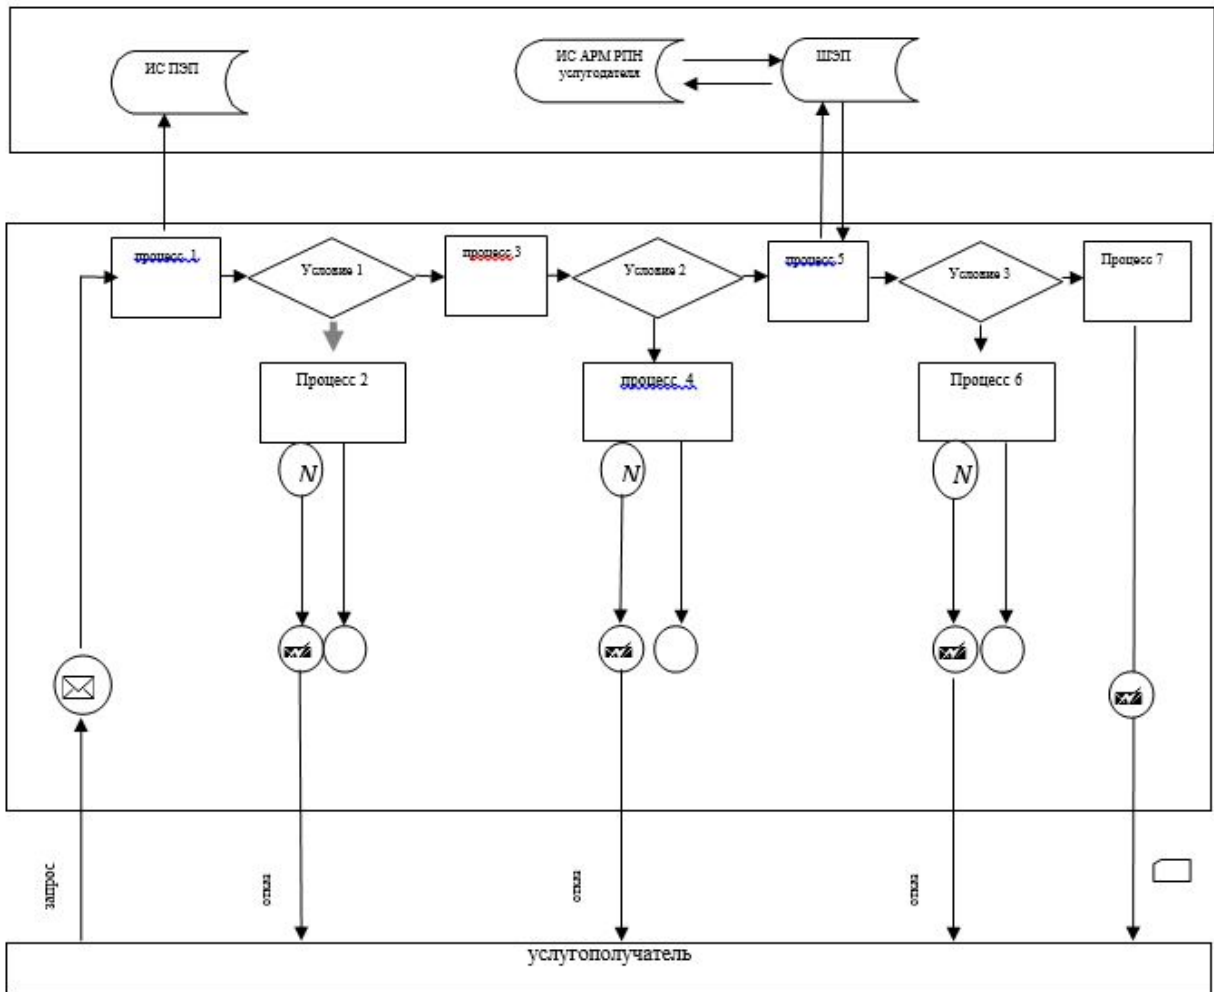 ИС ПЭП
ИС АРМ РПН
услугодателя
ШЭП
процесс 1
Условие 1
процесс 3
Условие 2
процесс 5
Условие 3
Процесс 7
Процесс 2
процесс 4
Процесс 6
N
N
N
запрос
отказ
отказ
отказ
услугополучатель